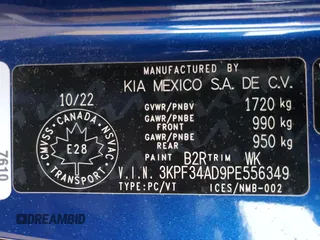 MANUFACTURED BY
KIA MEXICO S.A. DE C.V.
10/22
GVWR/PNBV 1720 kg
GAWR/PNBE FRONT 990 kg
GAWR/PNBE REAR 950 kg
PAINT B2R TRIM WK
V.I.N. 3KPF34AD9PE556349
TYPE:PC/VT ICES/NMB-002
CANADA
CMVSS
NSVAC
E28
TRANSPORT
7610
DREAMBID